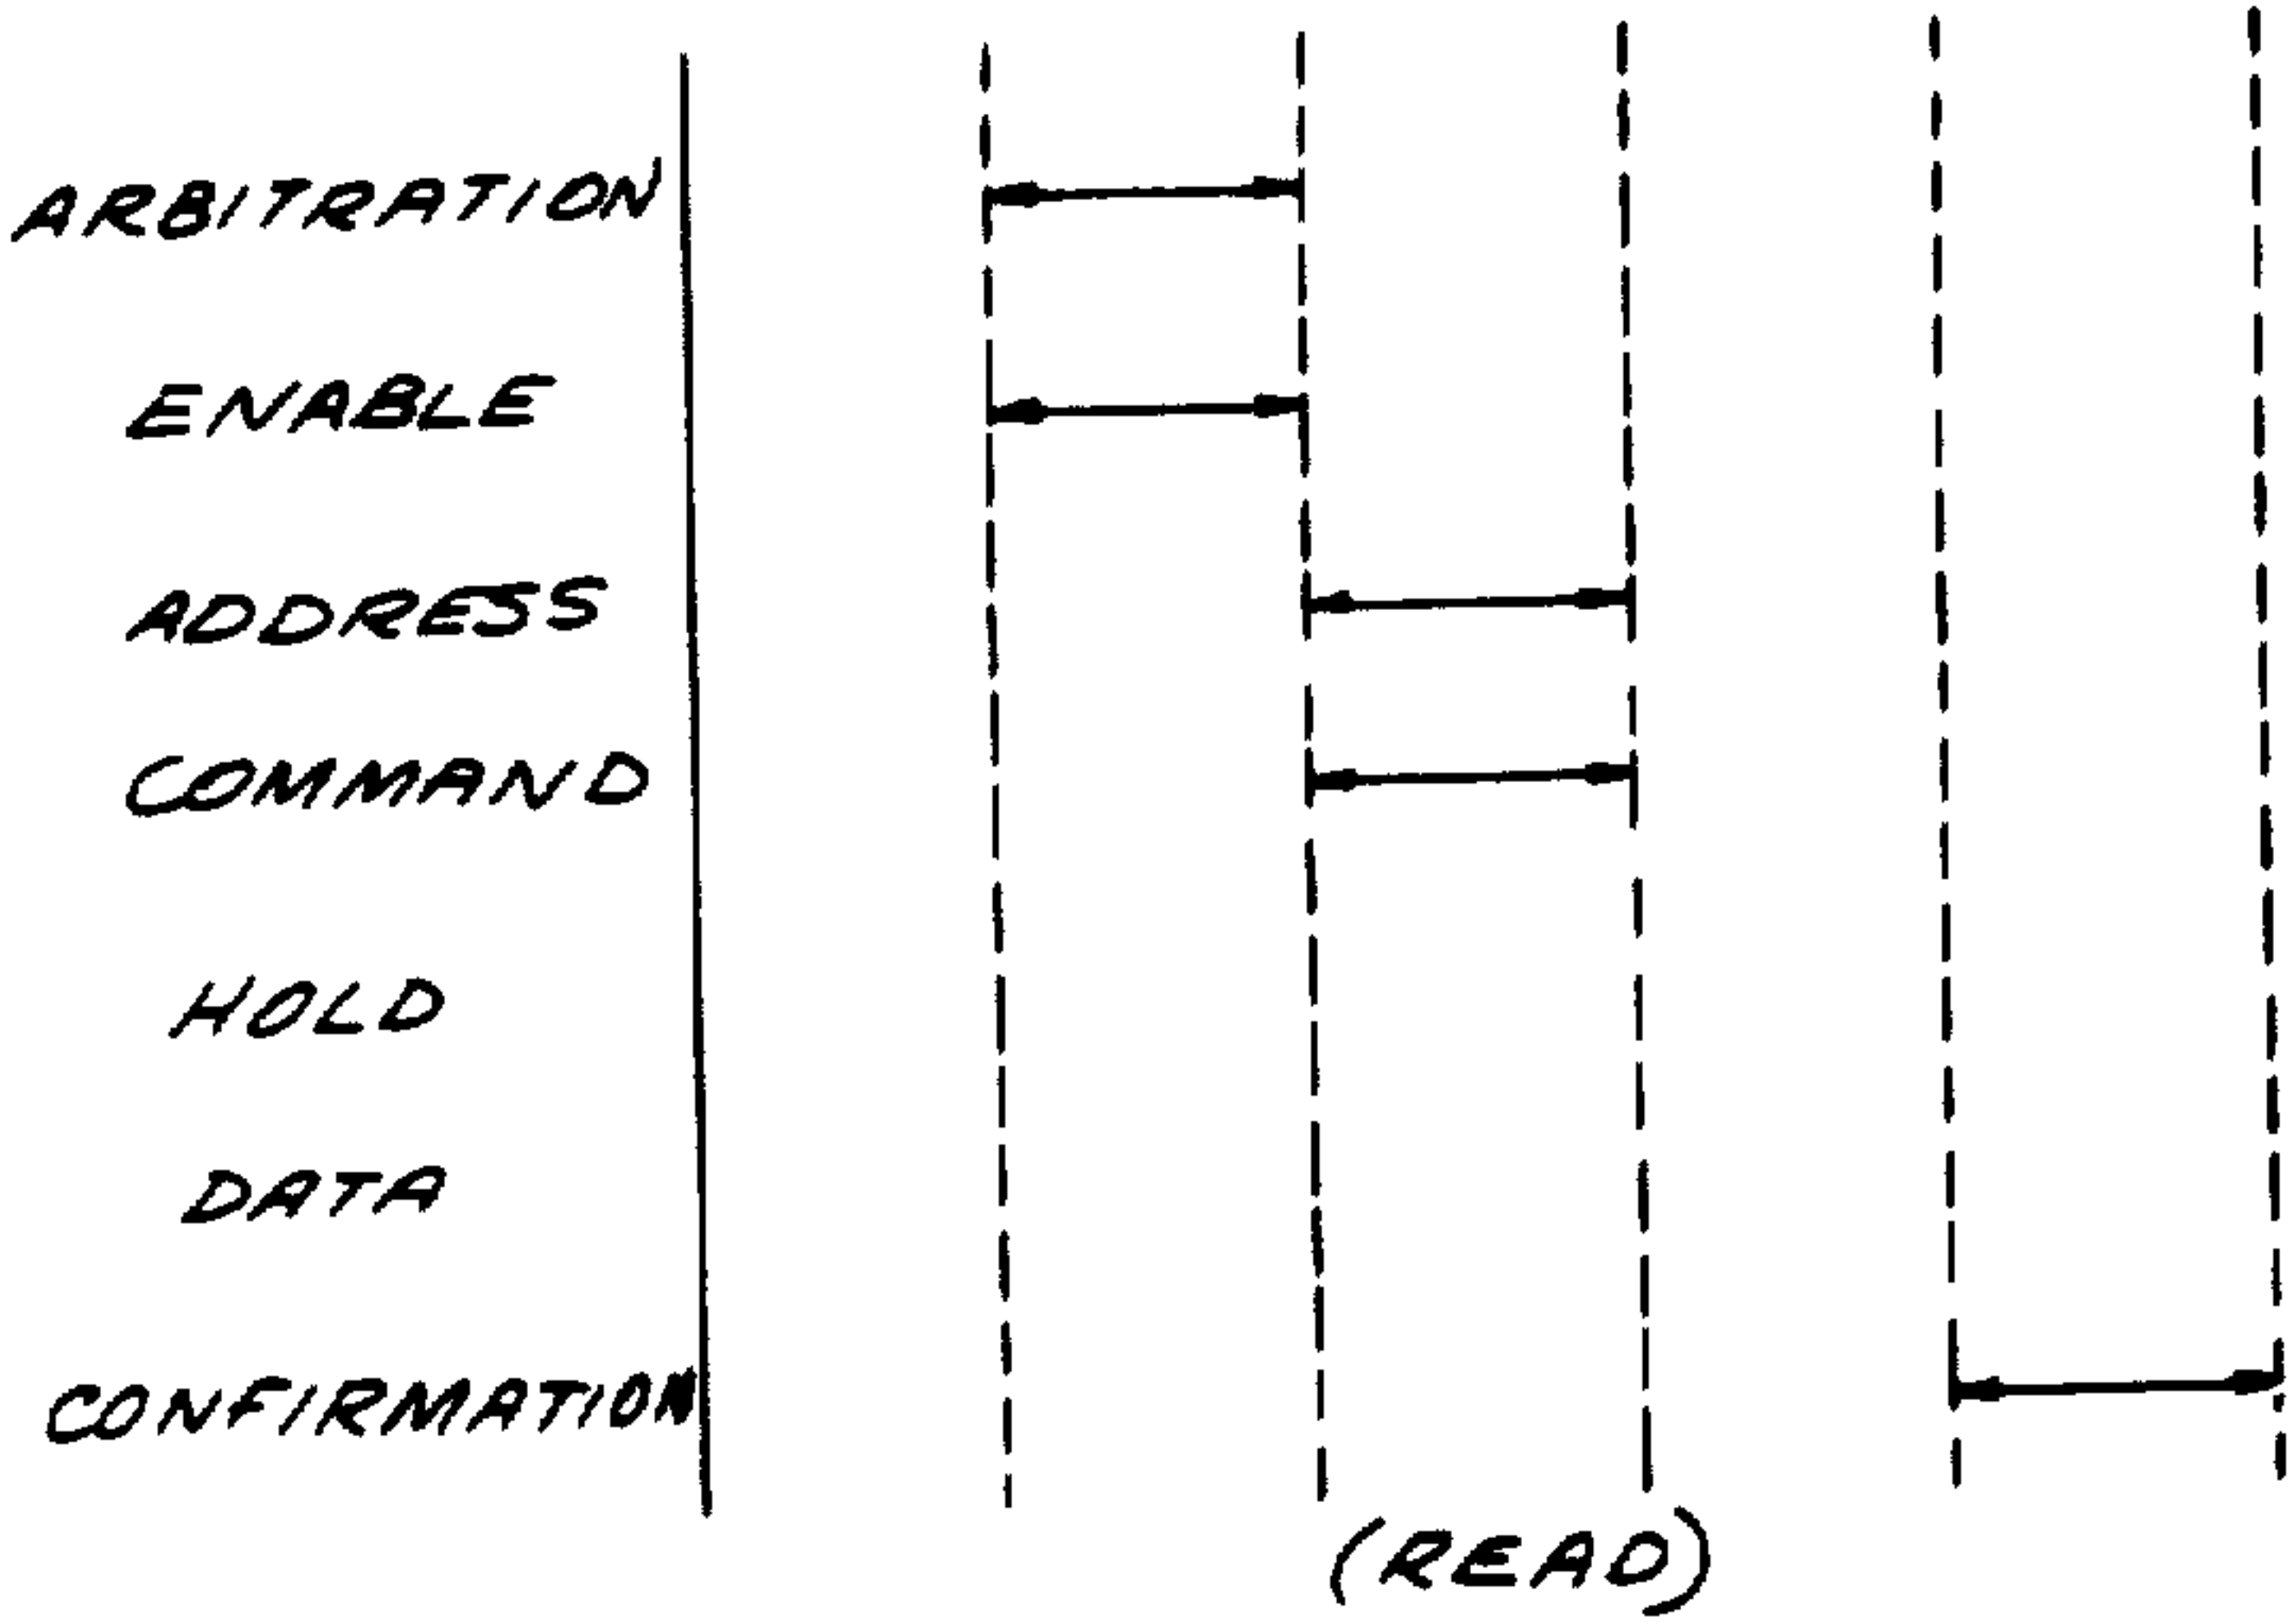 ARBITRATION
ENABLE
ADDRESS
COMMAND
HOLD
DATA
CONFIRMATION
(READ)